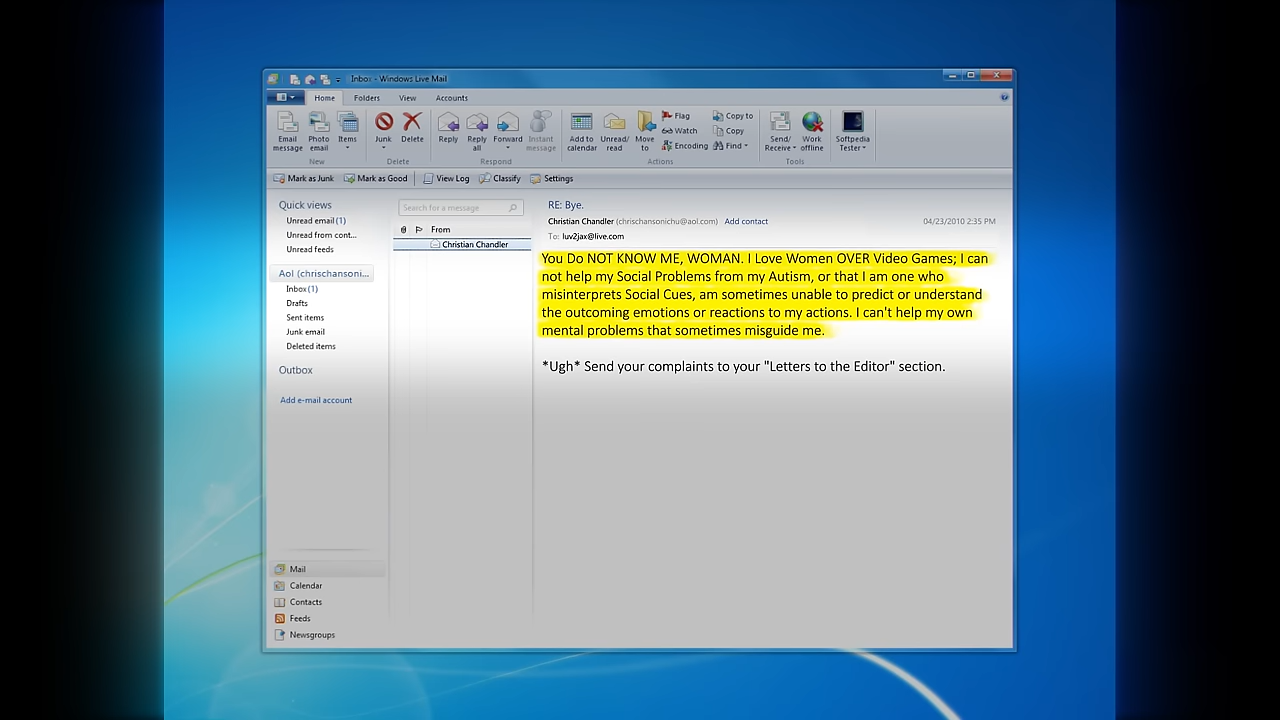 Inbox - Windows Live Mail
Home Folders View Accounts
Email message Photo email Items Junk Delete Reply Reply all Forward Instant message Add to calendar Unread/ read Move to Flag Watch Encoding Copy to Copy Find Send/ Receive Work offline Softpedia Tester
New Delete Respond Actions Tools
Mark as Junk Mark as Good View Log Classify Settings
Quick views
Unread email (1)
Unread from cont...
Unread feeds
Aol (chrischansoni...
Inbox (1)
Drafts
Sent items
Junk email
Deleted items
Outbox
Add e-mail account
Mail
Calendar
Contacts
Feeds
Newsgroups
Search for a message
From
Christian Chandler
RE: Bye.
Christian Chandler (chrischansonichu@aol.com) Add contact 04/23/2010 2:35 PM
To: luv2jax@live.com
You Do NOT KNOW ME, WOMAN. I Love Women OVER Video Games; I can
not help my Social Problems from my Autism, or that I am one who
misinterprets Social Cues, am sometimes unable to predict or understand
the outcoming emotions or reactions to my actions. I can't help my own
mental problems that sometimes misguide me.
*Ugh* Send your complaints to your "Letters to the Editor" section.